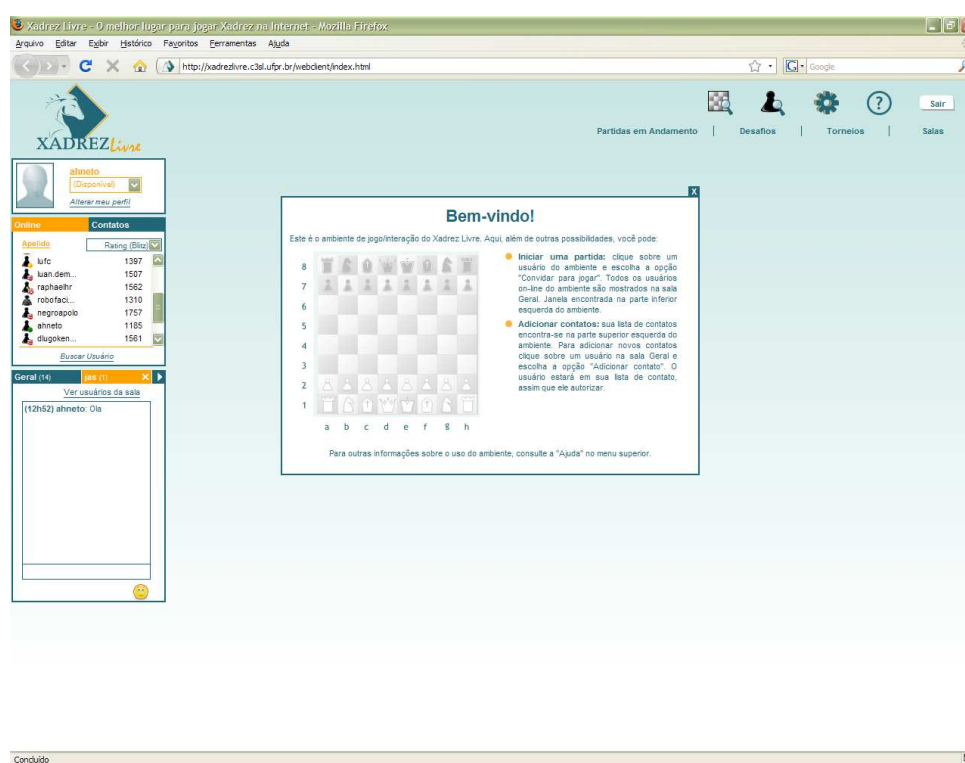 Xadrez Livre - O melhor lugar para jogar Xadrez na Internet - Mozilla Firefox
Arquivo Editar Exibir Histórico Favoritos Ferramentas Ajuda
http://xadrezlivre.c3sl.ufpr.br/webclient/index.html
G Google
XADREZ Livre
?
Sair
Partidas em Andamento | Desafios | Torneios | Salas
ahneto
(Disponível)
Alterar meu perfil
Online Contatos
Apelido Rating (Blitz)
lufc 1397
luan.dem... 1507
raphaelhr 1562
robofaci... 1310
negroapolo 1757
ahneto 1185
dlugoken... 1561
Buscar Usuário
Geral (14) jas (1) X
Ver usuários da sala
(12h52) ahneto: Ola
X
Bem-vindo!
Este é o ambiente de jogo/interação do Xadrez Livre. Aqui, além de outras possibilidades, você pode:
8
7
6
5
4
3
2
1
a b c d e f g h
Iniciar uma partida: clique sobre um
usuário do ambiente e escolha a opção
"Convidar para jogar". Todos os usuários
on-line do ambiente são mostrados na sala
Geral. Janela encontrada na parte inferior
esquerda do ambiente.
Adicionar contatos: sua lista de contatos
encontra-se na parte superior esquerda do
ambiente. Para adicionar novos contatos
clique sobre um usuário na sala Geral e
escolha a opção "Adicionar contato". O
usuário estará em sua lista de contato,
assim que ele autorizar.
Para outras informações sobre o uso do ambiente, consulte a "Ajuda" no menu superior.
Concluído